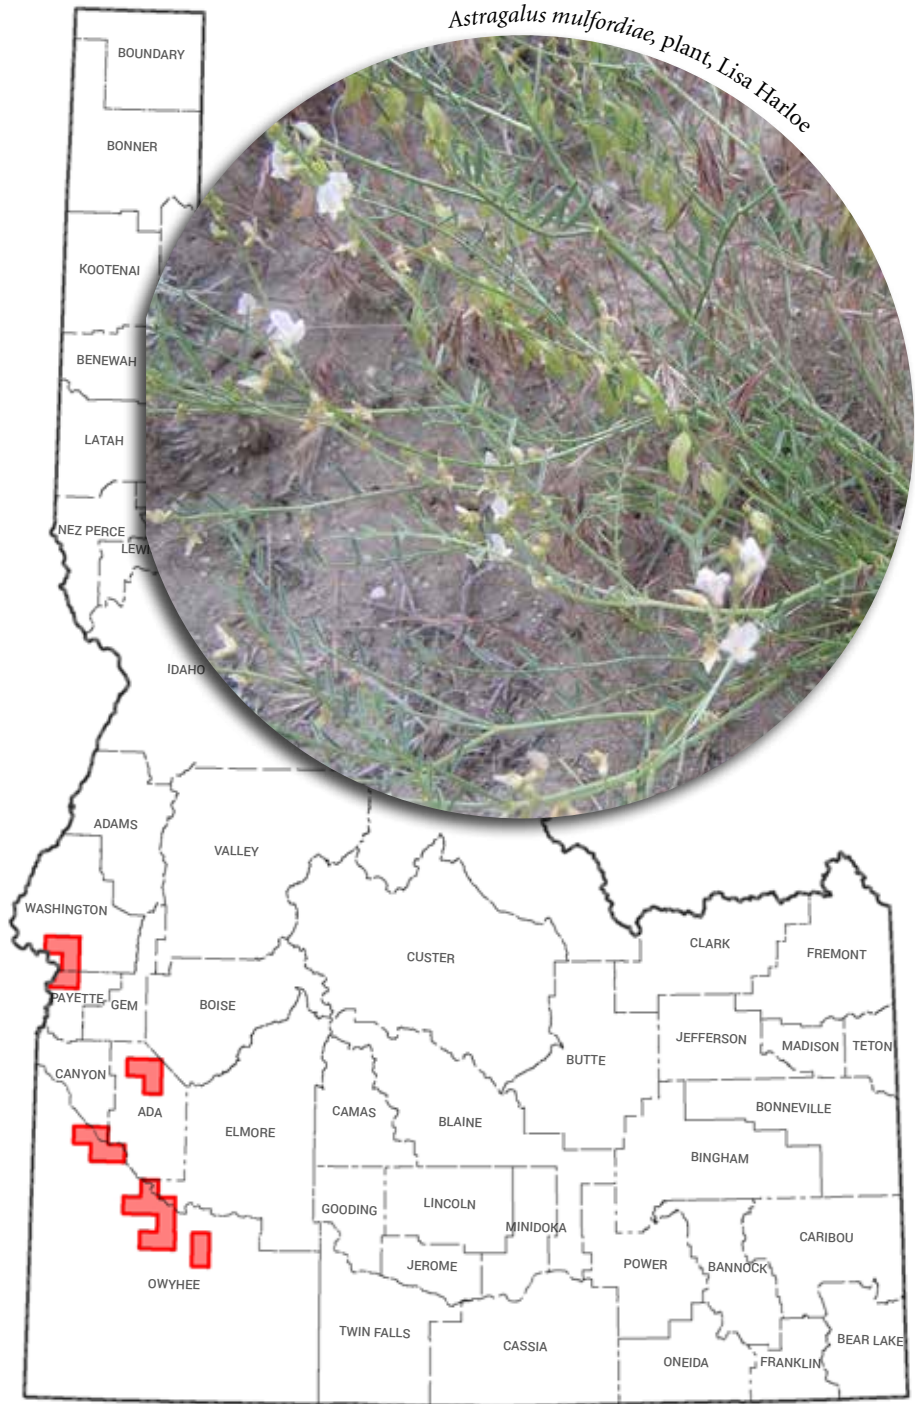 Astragalus mulfordiae, plant, Lisa Harloe
BOUNDARY
BONNER
KOOTENAI
BENEWAH
LATAH
NEZ PERCE
LEWI
IDAHO
ADAMS
VALLEY
WASHINGTON
CUSTER
CLARK
FREMONT
PAYETTE
GEM
BOISE
JEFFERSON
MADISON
TETON
BUTTE
CANYON
ADA
ELMORE
CAMAS
BLAINE
BONNEVILLE
BINGHAM
GOODING
LINCOLN
MINIDOKA
CARIBOU
JEROME
POWER
BANNOCK
OWYHEE
TWIN FALLS
CASSIA
ONEIDA
FRANKLIN
BEAR LAKE